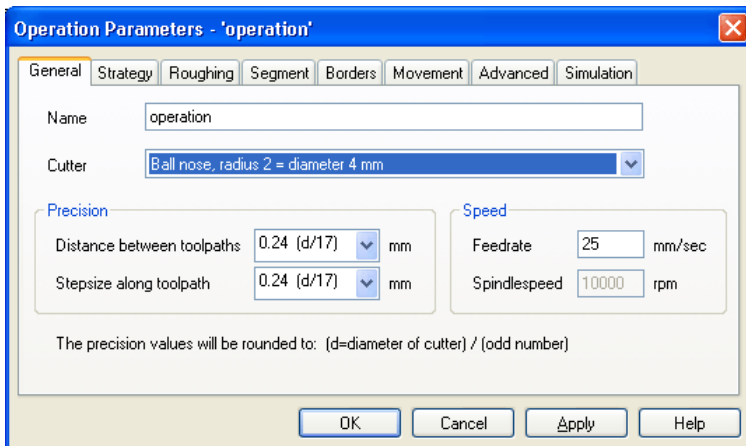 Operation Parameters - 'operation'
General Strategy Roughing Segment Borders Movement Advanced Simulation
Name operation
Cutter Ball nose, radius 2 = diameter 4 mm
Precision Speed
Distance between toolpaths 0.24 (d/17) mm Feedrate 25 mm/sec
Stepsize along toolpath 0.24 (d/17) mm Spindlespeed 10000 rpm
The precision values will be rounded to: (d=diameter of cutter) / (odd number)
OK Cancel Apply Help